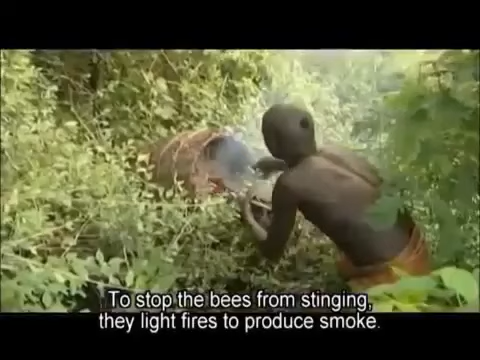 To stop the bees from stinging,
they light fires to produce smoke.